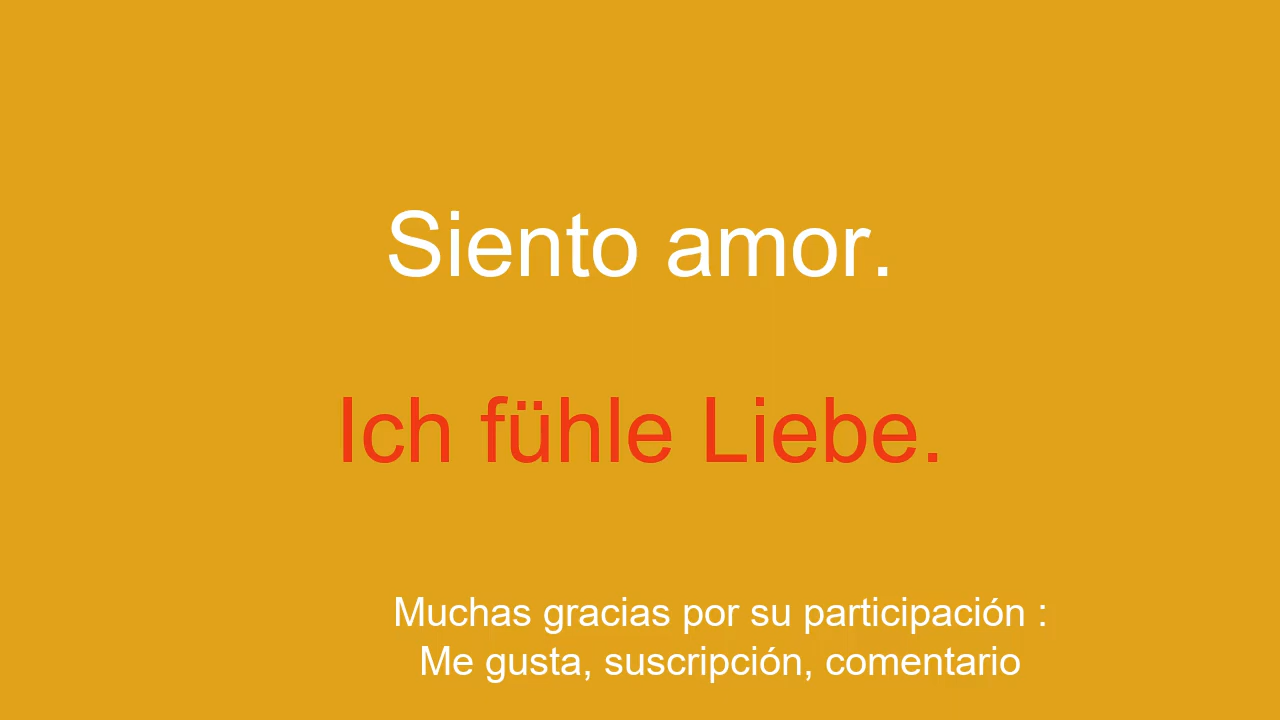 Siento amor.
Ich fühle Liebe.
Muchas gracias por su participación :
Me gusta, suscripción, comentario